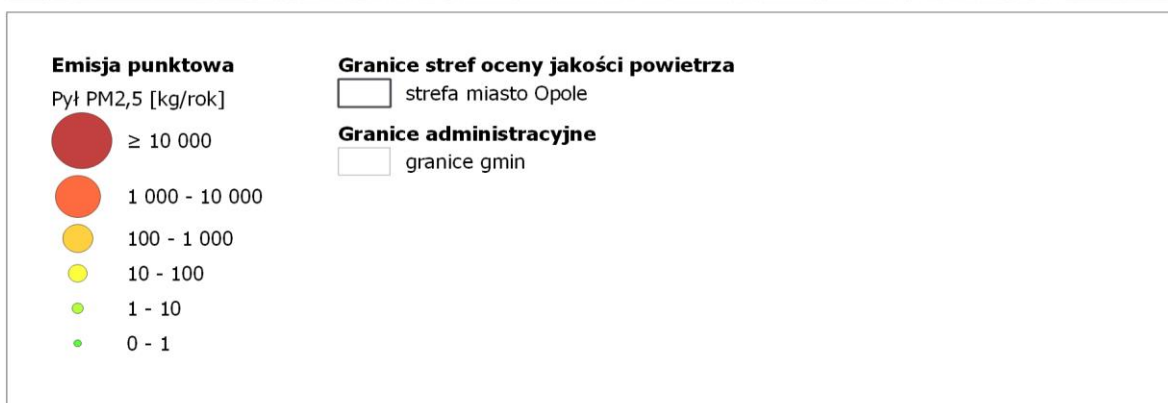 Emisja punktowa
Pył PM2,5 [kg/rok]
≥ 10 000
1 000 - 10 000
100 - 1 000
10 - 100
1 - 10
0 - 1
Granice stref oceny jakości powietrza
strefa miasto Opole
Granice administracyjne
granice gmin